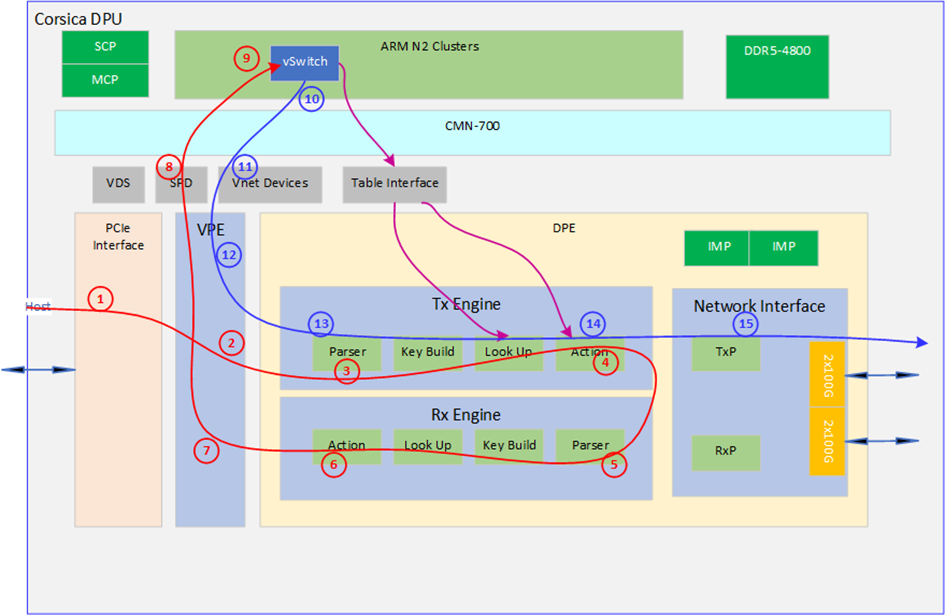 Corsica DPU
SCP
MCP
ARM N2 Clusters
vSwitch
DDR5-4800
9
10
CMN-700
8
11
VDS
SPD
Vnet Devices
Table Interface
PCIe
Interface
VPE
DPE
IMP
IMP
12
Host
1
Tx Engine
Network Interface
13
14
15
2
Parser
Key Build
Look Up
Action
TxP
2x100G
3
4
Rx Engine
7
Action
Look Up
Key Build
Parser
RxP
2x100G
6
5